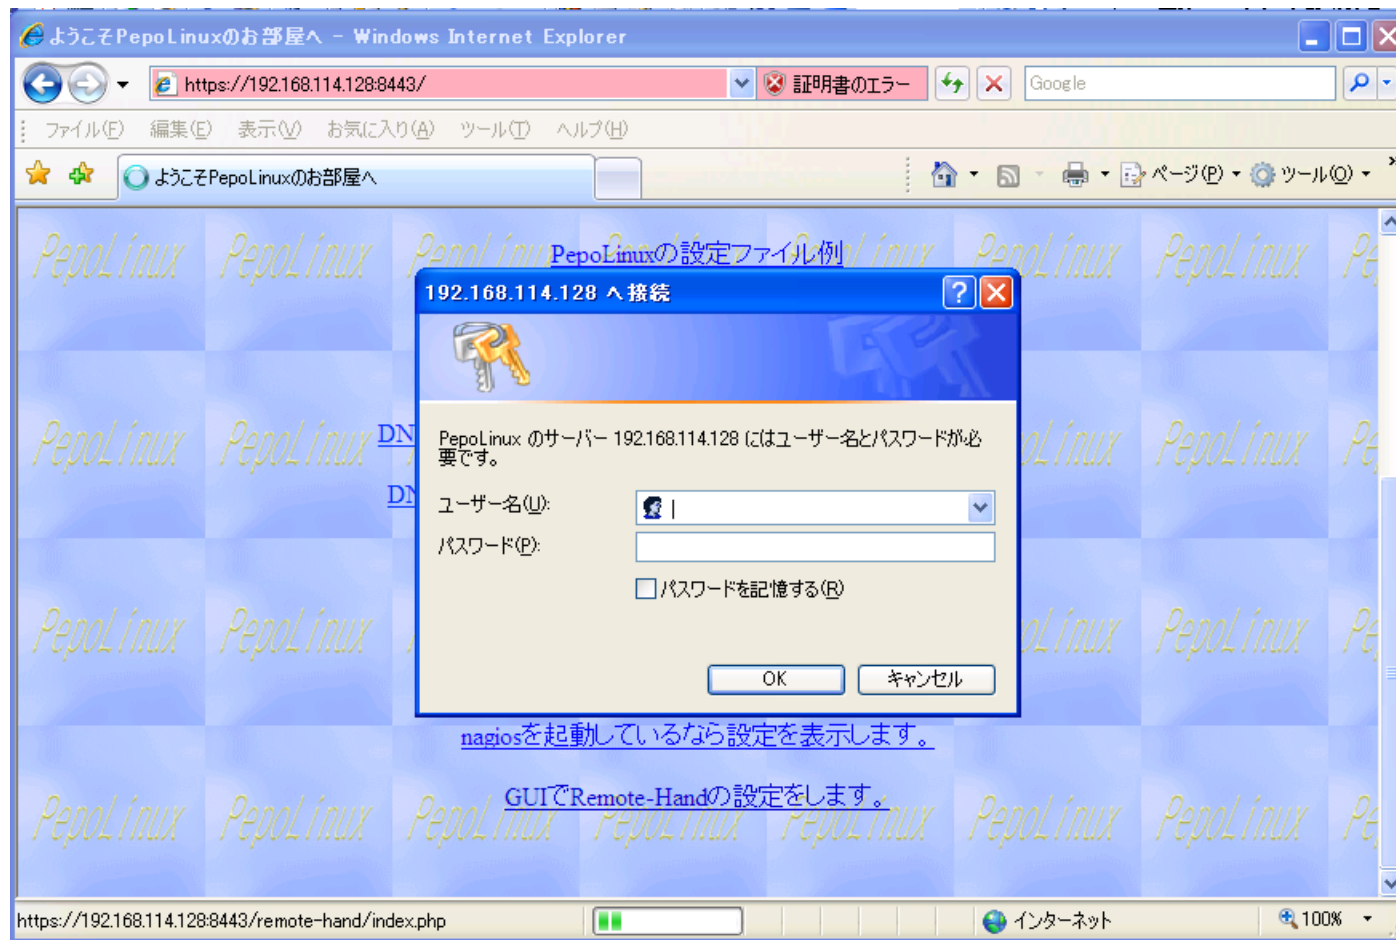 ようこそPepoLinuxのお部屋へ - Windows Internet Explorer
https://192.168.114.128:8443/
証明書のエラー
Google
ファイル(F) 編集(E) 表示(V) お気に入り(A) ツール(T) ヘルプ(H)
ようこそPepoLinuxのお部屋へ
ページ(P) ツール(O)
PepoLinuxの設定ファイル例
192.168.114.128 へ接続
DN
PepoLinux のサーバー 192.168.114.128 にはユーザー名とパスワードが必
要です。
ユーザー名(U):
パスワード(P):
パスワードを記憶する(R)
OK キャンセル
nagiosを起動しているなら設定を表示します。
GUIでRemote-Handの設定をします。
PepoLinux PepoLinux PepoLinux PepoLinux PepoLinux PepoLinux PepoLinux
https://192.168.114.128:8443/remote-hand/index.php
インターネット
100%